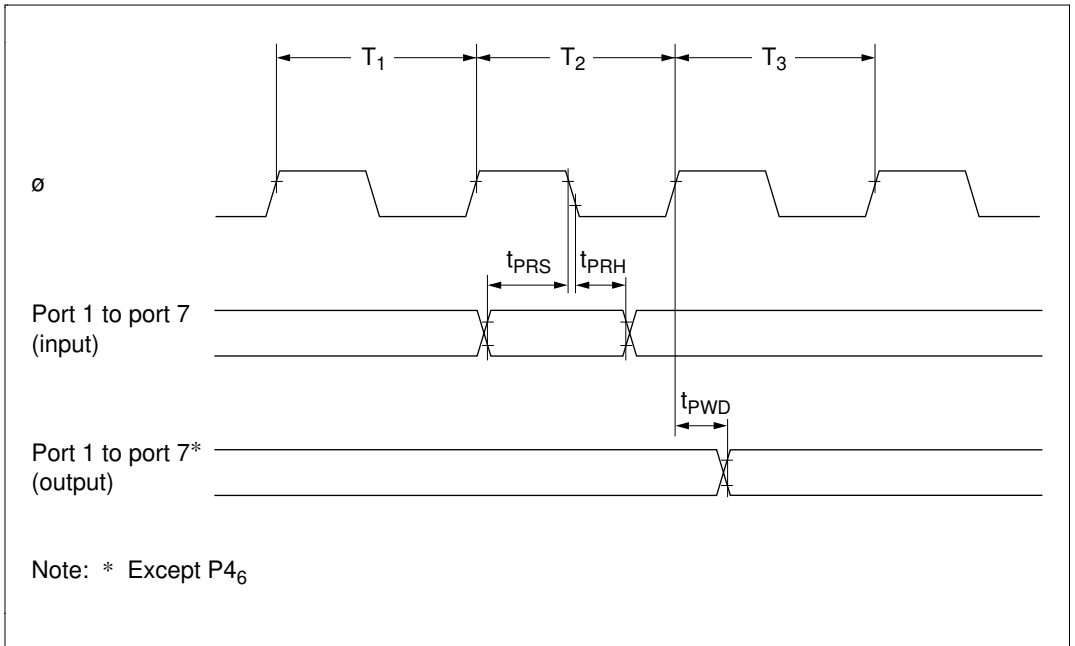 T₁ T₂ T₃
ø
tPRS tPRH
Port 1 to port 7
(input)
tPWD
Port 1 to port 7*
(output)
Note: * Except P4₆